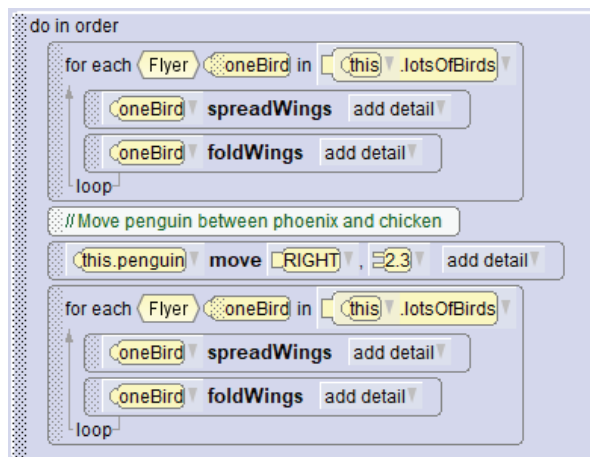 do in order
for each Flyer oneBird in this .lotsOfBirds
oneBird spreadWings add detail
oneBird foldWings add detail
loop
// Move penguin between phoenix and chicken
this.penguin move RIGHT , 2.3 add detail
for each Flyer oneBird in this .lotsOfBirds
oneBird spreadWings add detail
oneBird foldWings add detail
loop